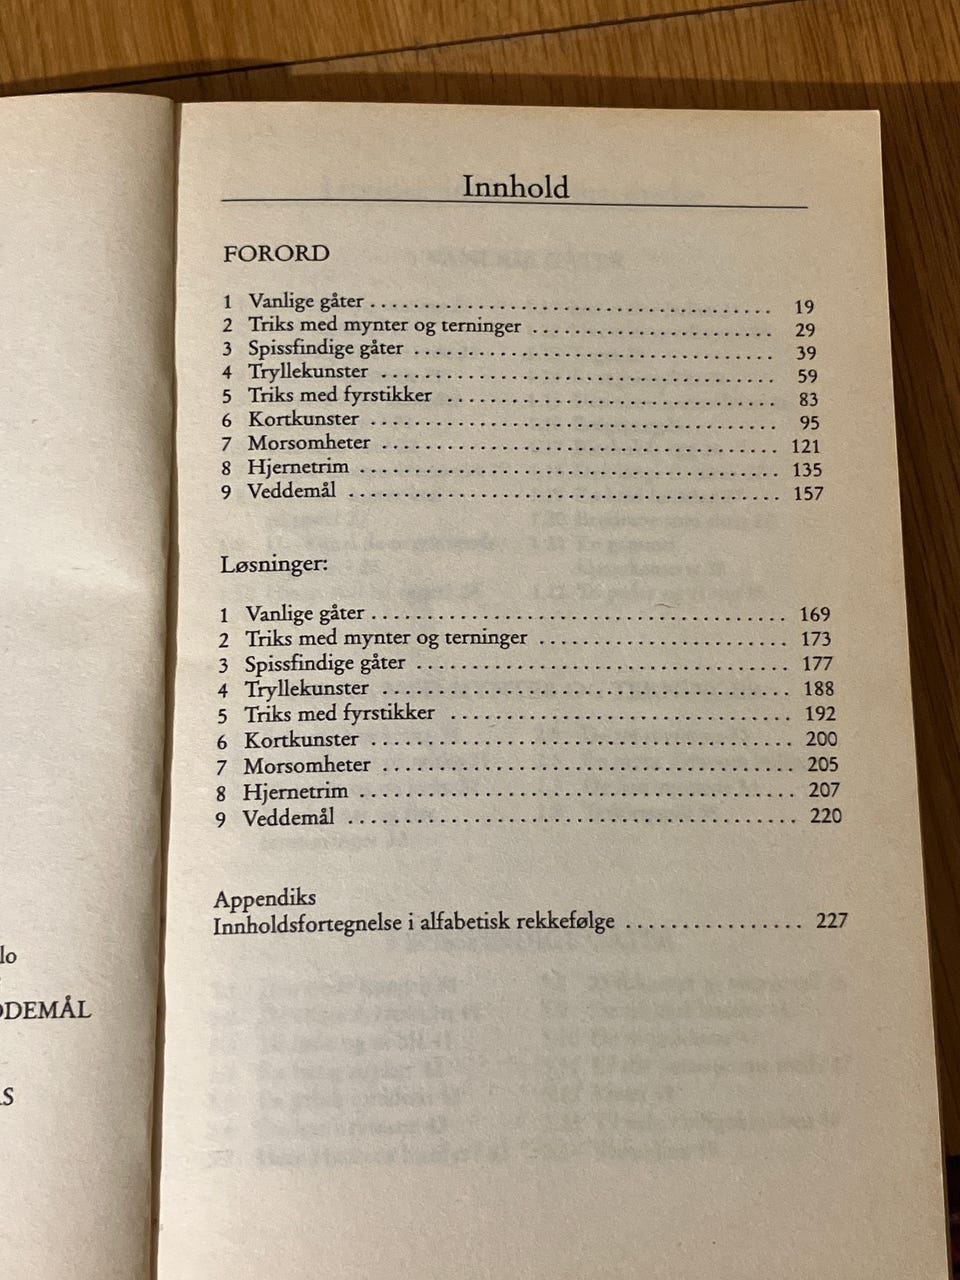 Innhold
FORORD
1 Vanlige gåter . . . . . . . . . . . . . . . . . . . . . . . . . . . . . . 19
2 Triks med mynter og terninger . . . . . . . . . . . . . . . . . . 29
3 Spissfindige gåter . . . . . . . . . . . . . . . . . . . . . . . . . . . 39
4 Tryllekunster . . . . . . . . . . . . . . . . . . . . . . . . . . . . . 59
5 Triks med fyrstikker . . . . . . . . . . . . . . . . . . . . . . . . 83
6 Kortkunster . . . . . . . . . . . . . . . . . . . . . . . . . . . . . . 95
7 Morsomheter . . . . . . . . . . . . . . . . . . . . . . . . . . . . . 121
8 Hjernetrim . . . . . . . . . . . . . . . . . . . . . . . . . . . . . . . 135
9 Veddemål . . . . . . . . . . . . . . . . . . . . . . . . . . . . . . . . 157
Løsninger:
1 Vanlige gåter . . . . . . . . . . . . . . . . . . . . . . . . . . . . . . 169
2 Triks med mynter og terninger . . . . . . . . . . . . . . . . . . 173
3 Spissfindige gåter . . . . . . . . . . . . . . . . . . . . . . . . . . . 177
4 Tryllekunster . . . . . . . . . . . . . . . . . . . . . . . . . . . . . 188
5 Triks med fyrstikker . . . . . . . . . . . . . . . . . . . . . . . . 192
6 Kortkunster . . . . . . . . . . . . . . . . . . . . . . . . . . . . . . 200
7 Morsomheter . . . . . . . . . . . . . . . . . . . . . . . . . . . . . 205
8 Hjernetrim . . . . . . . . . . . . . . . . . . . . . . . . . . . . . . . 207
9 Veddemål . . . . . . . . . . . . . . . . . . . . . . . . . . . . . . . . 220
Appendiks
Innholdsfortegnelse i alfabetisk rekkefølge . . . . . . . . . . . . . . 227
lo
DDEMÅL